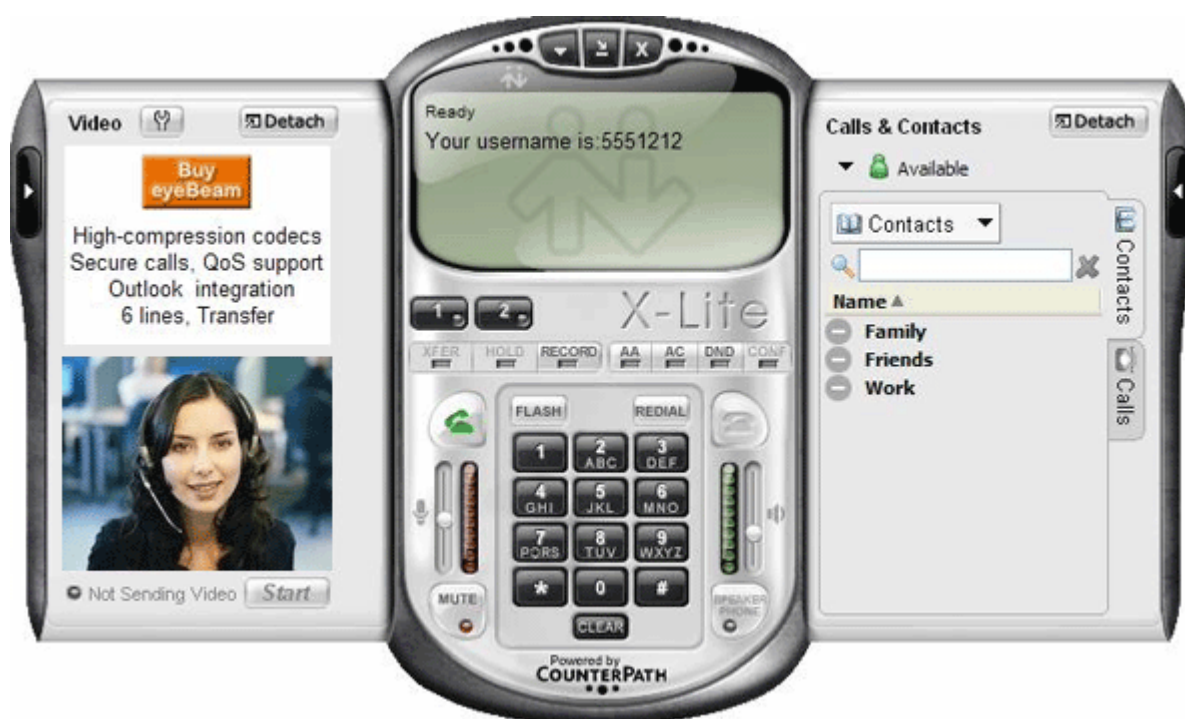 Video
Detach
Buy
eyeBeam
High-compression codecs
Secure calls, QoS support
Outlook integration
6 lines, Transfer
Not Sending Video
Start
X
Ready
Your username is:5551212
1
2
X-Lite
XFER
HOLD
RECORD
AA
AC
DND
CONF
FLASH
REDIAL
1
2
ABC
3
DEF
4
GHI
5
JKL
6
MNO
7
PQRS
8
TUV
9
WXYZ
*
0
#
MUTE
SPEAKER
PHONE
CLEAR
Powered by
COUNTERPATH
Calls & Contacts
Detach
Available
Contacts
Name
Family
Friends
Work
Contacts
Calls